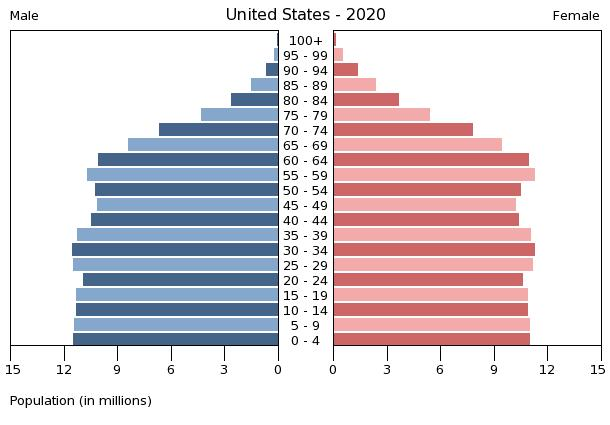 United States - 2020
Male
Female
100+
95 - 99
90 - 94
85 - 89
80 - 84
75 - 79
70 - 74
65 - 69
60 - 64
55 - 59
50 - 54
45 - 49
40 - 44
35 - 39
30 - 34
25 - 29
20 - 24
15 - 19
10 - 14
5 - 9
0 - 4
15 12 9 6 3 0 0 3 6 9 12 15
Population (in millions)